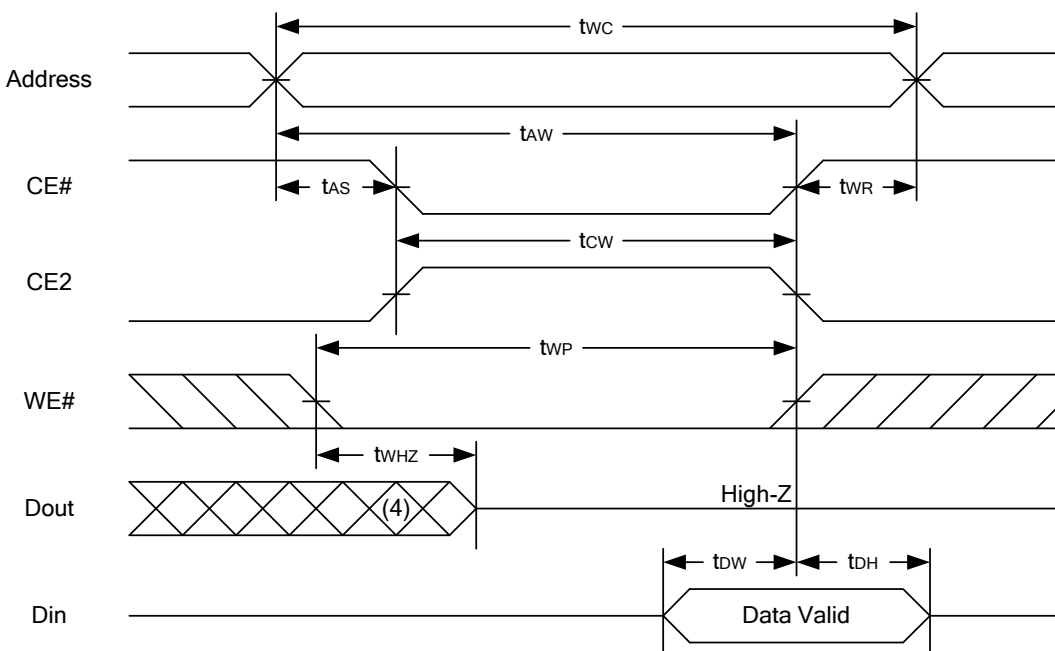 tWC
Address
tAW
CE#
tAS
tWR
tCW
CE2
tWP
WE#
tWHZ
Dout
(4)
High-Z
tDW
tDH
Din
Data Valid